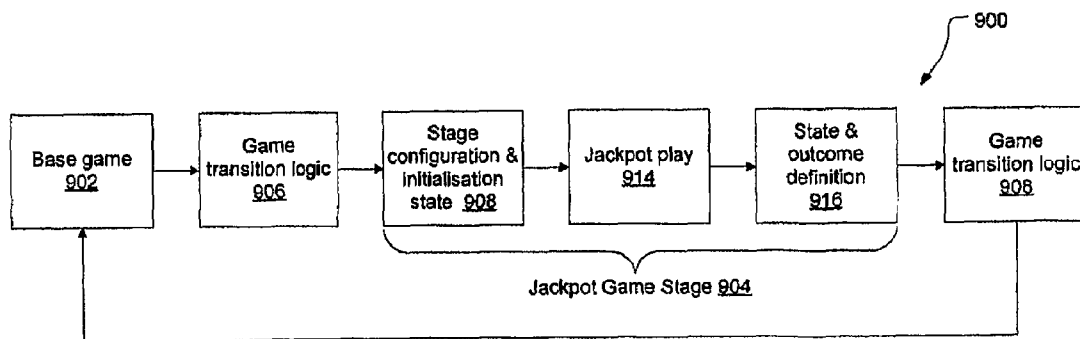 900
Base game
902
Game
transition logic
906
Stage
configuration &
initialisation
state 908
Jackpot play
914
State &
outcome
definition
916
Game
transition logic
908
Jackpot Game Stage 904